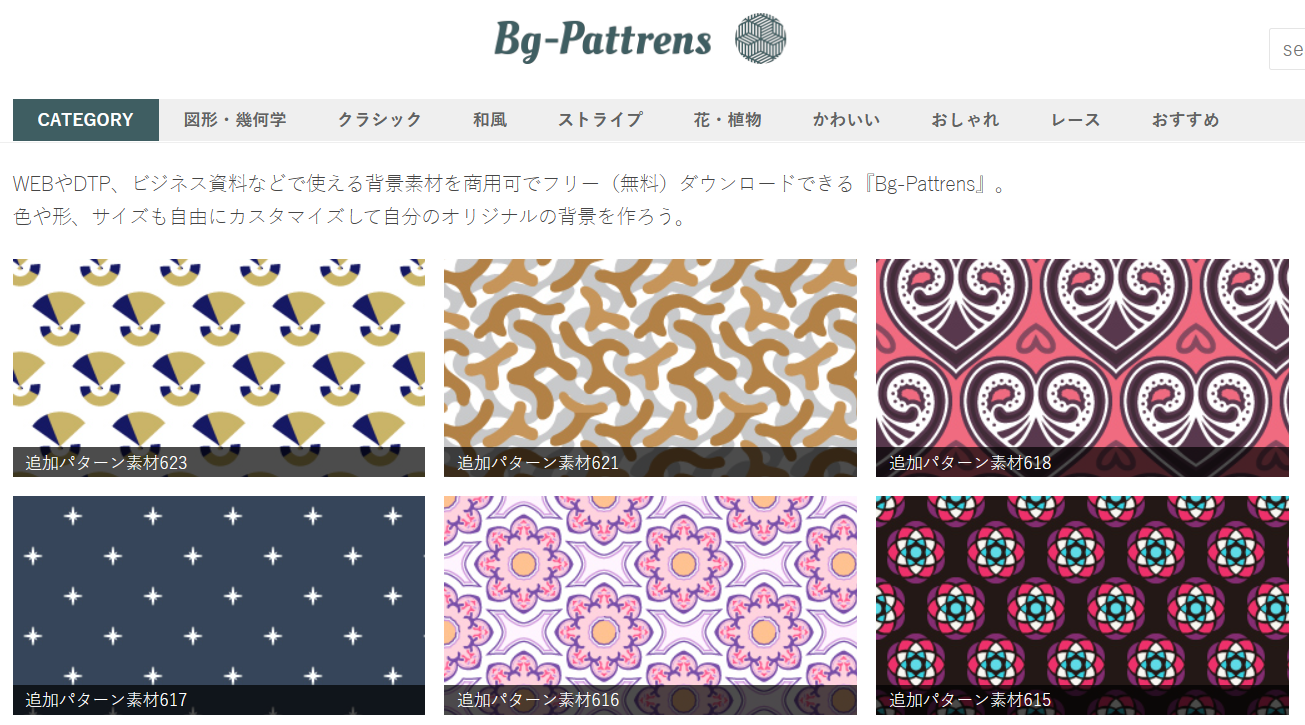 Bg-Pattrens
se
CATEGORY 図形・幾何学 クラシック 和風 ストライプ 花・植物 かわいい おしゃれ レース おすすめ
WEBやDTP、ビジネス資料などで使える背景素材を商用可でフリー（無料）ダウンロードできる『Bg-Pattrens』。
色や形、サイズも自由にカスタマイズして自分のオリジナルの背景を作ろう。
追加パターン素材623
追加パターン素材621
追加パターン素材618
追加パターン素材617
追加パターン素材616
追加パターン素材615